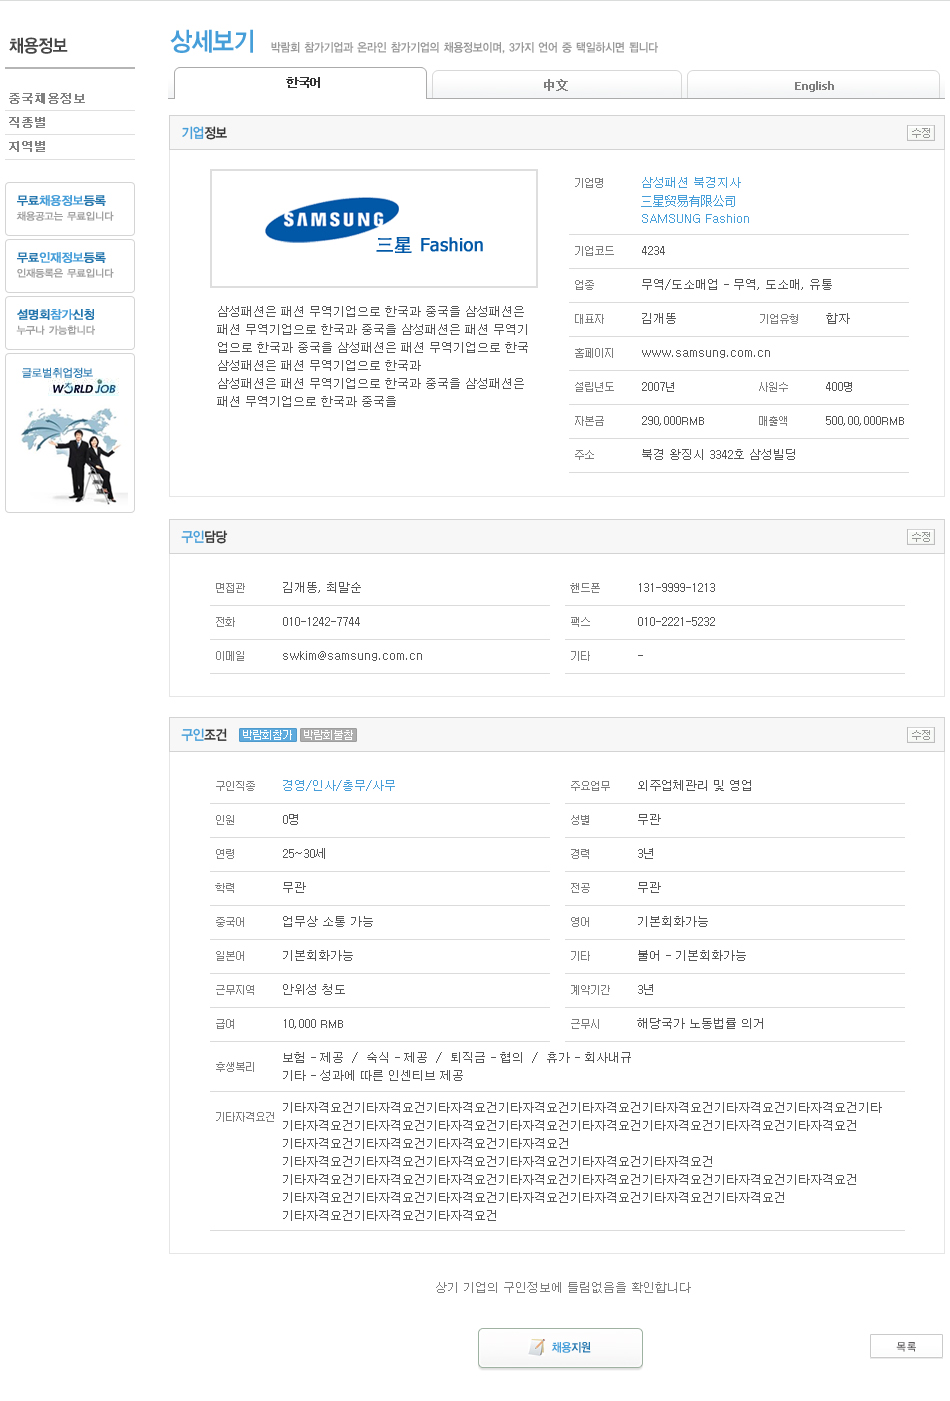 채용정보
중국채용정보
직종별
지역별
무료채용정보등록
채용공고는 무료입니다
무료인재정보등록
인재등록은 무료입니다
설명회참가신청
누구나 가능합니다
글로벌취업정보
WORLD JOB
상세보기
박람회 참가기업과 온라인 참가기업의 채용정보이며, 3가지 언어 중 택일하시면 됩니다
한국어 中文 English
기업정보 수정
SAMSUNG
三星 Fashion
삼성패션은 패션 무역기업으로 한국과 중국을 삼성패션은
패션 무역기업으로 한국과 중국을 삼성패션은 패션 무역기
업으로 한국과 중국을 삼성패션은 패션 무역기업으로 한국
삼성패션은 패션 무역기업으로 한국과
삼성패션은 패션 무역기업으로 한국과 중국을 삼성패션은
패션 무역기업으로 한국과 중국을
기업명 삼성패션 북경지사
三星贸易有限公司
SAMSUNG Fashion
기업코드 4234
업종 무역/도소매업 - 무역, 도소매, 유통
대표자 김개똥 기업유형 합자
홈페이지 www.samsung.com.cn
설립년도 2007년 사원수 400명
자본금 290,000RMB 매출액 500,00,000RMB
주소 북경 왕징시 3342호 삼성빌딩
구인담당 수정
면접관 김개똥, 최말순 핸드폰 131-9999-1213
전화 010-1242-7744 팩스 010-2221-5232
이메일 swkim@samsung.com.cn 기타 -
구인조건 박람회참가 박람회불참 수정
구인직종 경영/인사/총무/사무 주요업무 외주업체관리 및 영업
인원 0명 성별 무관
연령 25~30세 경력 3년
학력 무관 전공 무관
중국어 업무상 소통 가능 영어 기본회화가능
일본어 기본회화가능 기타 불어 - 기본회화가능
근무지역 안위성 청도 계약기간 3년
급여 10,000 RMB 근무시 해당국가 노동법률 의거
후생복리 보험 - 제공 / 숙식 - 제공 / 퇴직금 - 협의 / 휴가 - 회사내규
기타 - 성과에 따른 인센티브 제공
기타자격요건 기타자격요건기타자격요건기타자격요건기타자격요건기타자격요건기타자격요건기타자격요건기타자격요건기타
기타자격요건기타자격요건기타자격요건기타자격요건기타자격요건기타자격요건기타자격요건기타자격요건
기타자격요건기타자격요건기타자격요건기타자격요건
기타자격요건기타자격요건기타자격요건기타자격요건기타자격요건기타자격요건
기타자격요건기타자격요건기타자격요건기타자격요건기타자격요건기타자격요건기타자격요건기타자격요건
기타자격요건기타자격요건기타자격요건기타자격요건기타자격요건기타자격요건기타자격요건
기타자격요건기타자격요건기타자격요건
상기 기업의 구인정보에 틀림없음을 확인합니다
채용지원
목록